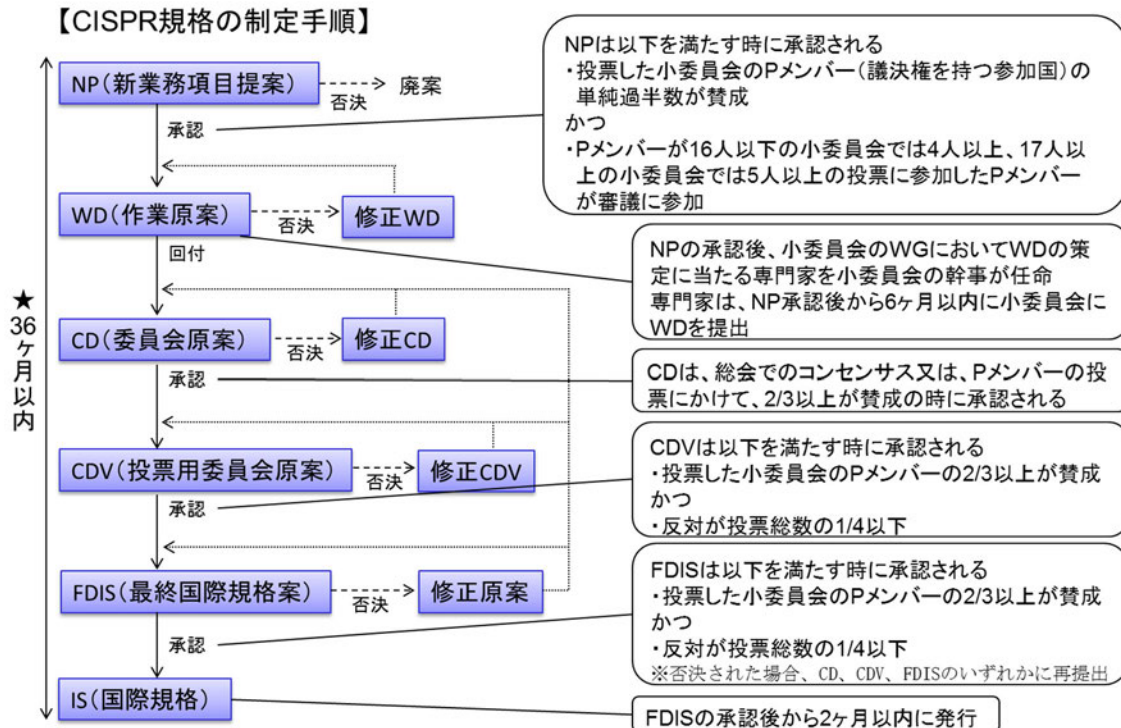 【CISPR規格の制定手順】
NP(新業務項目提案)
否決
廃案
承認
NPは以下を満たす時に承認される
・投票した小委員会のPメンバー(議決権を持つ参加国)の
単純過半数が賛成
かつ
・Pメンバーが16人以下の小委員会では4人以上、17人以
上の小委員会では5人以上の投票に参加したPメンバー
が審議に参加
WD(作業原案)
否決
修正WD
回付
NPの承認後、小委員会のWGにおいてWDの策
定に当たる専門家を小委員会の幹事が任命
専門家は、NP承認後から6ヶ月以内に小委員会に
WDを提出
★36ヶ月以内
CD(委員会原案)
否決
修正CD
承認
CDは、総会でのコンセンサス又は、Pメンバーの投
票にかけて、2/3以上が賛成の時に承認される
CDV(投票用委員会原案)
否決
修正CDV
承認
CDVは以下を満たす時に承認される
・投票した小委員会のPメンバーの2/3以上が賛成
かつ
・反対が投票総数の1/4以下
FDIS(最終国際規格案)
否決
修正原案
承認
FDISは以下を満たす時に承認される
・投票した小委員会のPメンバーの2/3以上が賛成
かつ
・反対が投票総数の1/4以下
※否決された場合、CD、CDV、FDISのいずれかに再提出
IS(国際規格)
FDISの承認後から2ヶ月以内に発行